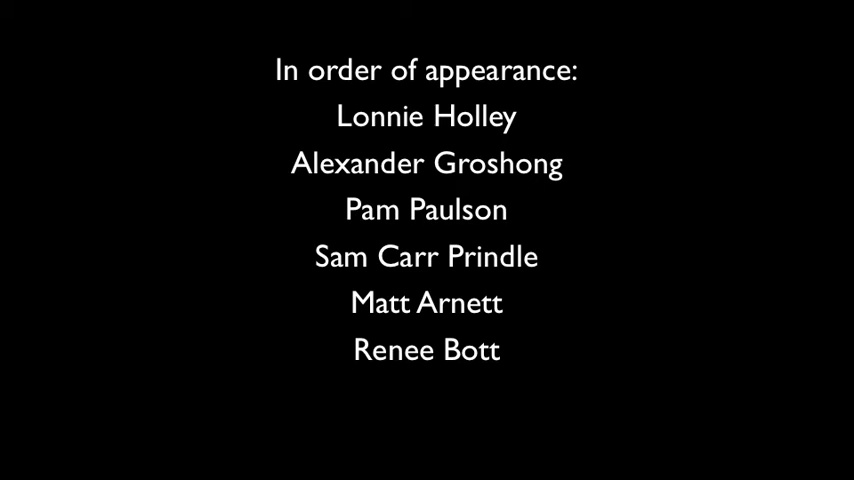 In order of appearance:
Lonnie Holley
Alexander Groshong
Pam Paulson
Sam Carr Prindle
Matt Arnett
Renee Bott